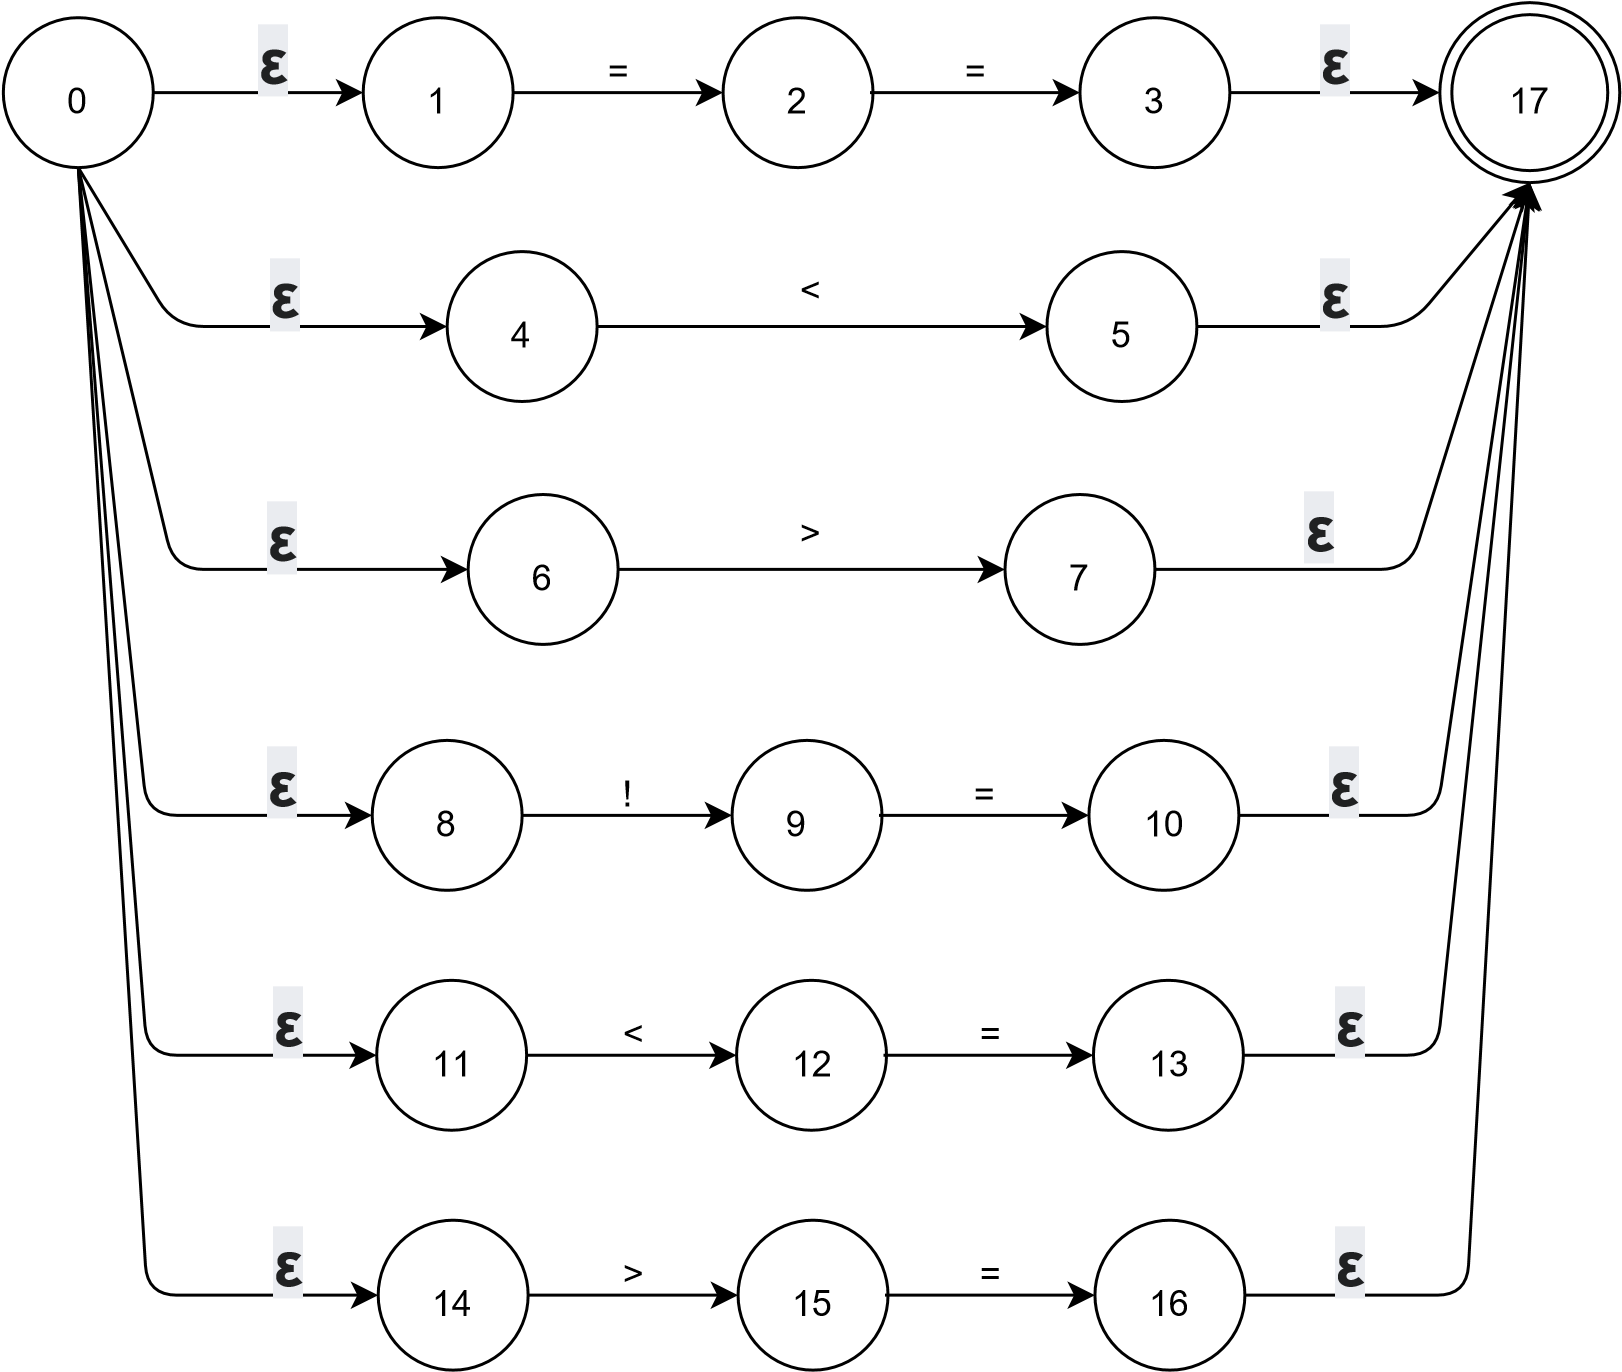 0 ε 1 = 2 = 3 ε 17
ε 4 < 5 ε
ε 6 > 7 ε
ε 8 ! 9 = 10 ε
ε 11 < 12 = 13 ε
ε 14 > 15 = 16 ε